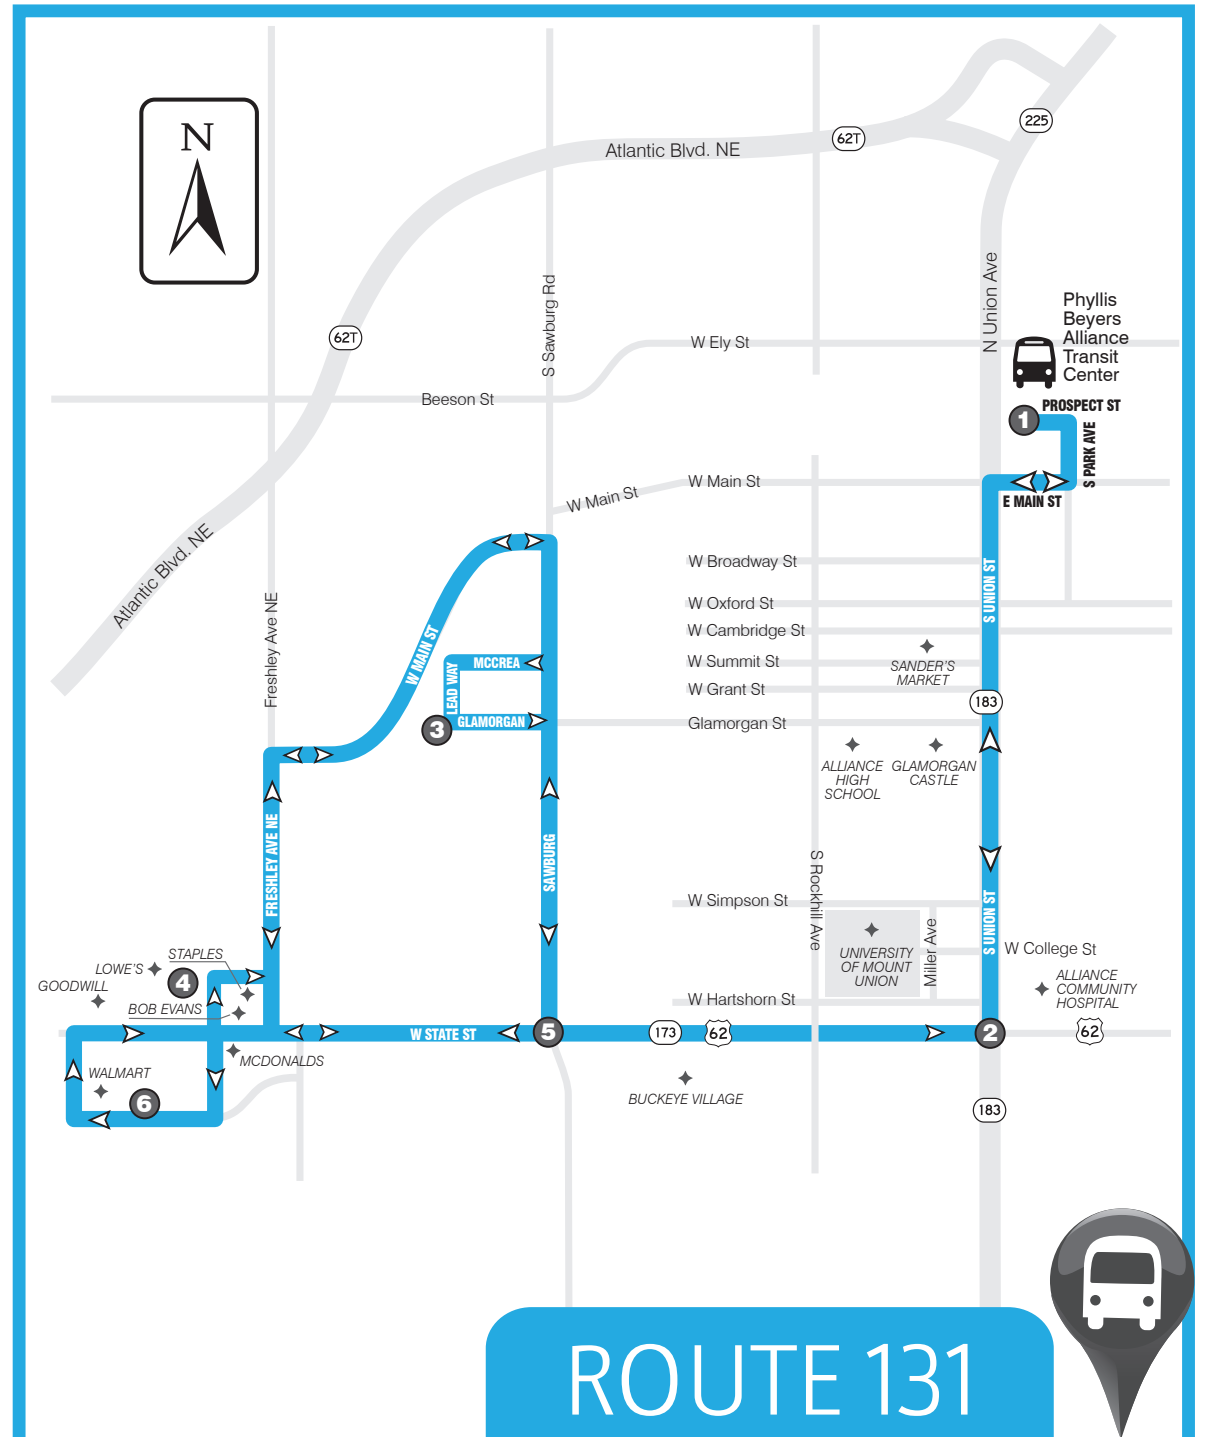 N
Atlantic Blvd. NE
62T
225
N Union Ave
S Sawburg Rd
62T
W Ely St
Phyllis
Beyers
Alliance
Transit
Center
Beeson St
1
PROSPECT ST
S PARK AVE
W Main St
W Main St
E MAIN ST
Atlantic Blvd. NE
W Broadway St
S UNION ST
Freshley Ave NE
W Oxford St
W Cambridge St
W MAIN ST
MCCREA
LEAD WAY
W Summit St
SANDER'S
MARKET
W Grant St
183
3
GLAMORGAN
Glamorgan St
ALLIANCE
HIGH
SCHOOL
GLAMORGAN
CASTLE
FRESHLEY AVE NE
SAWBURG
S Rockhill Ave
W Simpson St
S UNION ST
Miller Ave
UNIVERSITY
OF MOUNT
UNION
W College St
STAPLES
LOWE'S
4
GOODWILL
BOB EVANS
ALLIANCE
COMMUNITY
HOSPITAL
W Hartshorn St
W STATE ST
5
173
62
2
62
MCDONALDS
WALMART
6
BUCKEYE VILLAGE
183
ROUTE 131